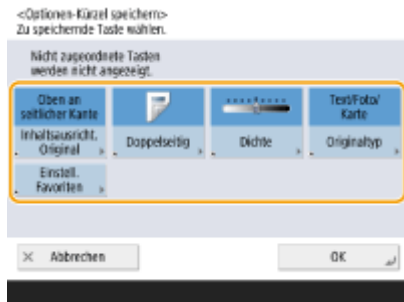 <Optionen-Kürzel speichern>
Zu speichernde Taste wählen.
Nicht zugeordnete Tasten
werden nicht angezeigt.
Oben an
seitlicher Kante
Text/Foto/
Karte
Inhaltsausricht.
Original
Doppelseitig
Dichte
Originaltyp
Einstell.
Favoriten
Abbrechen
OK